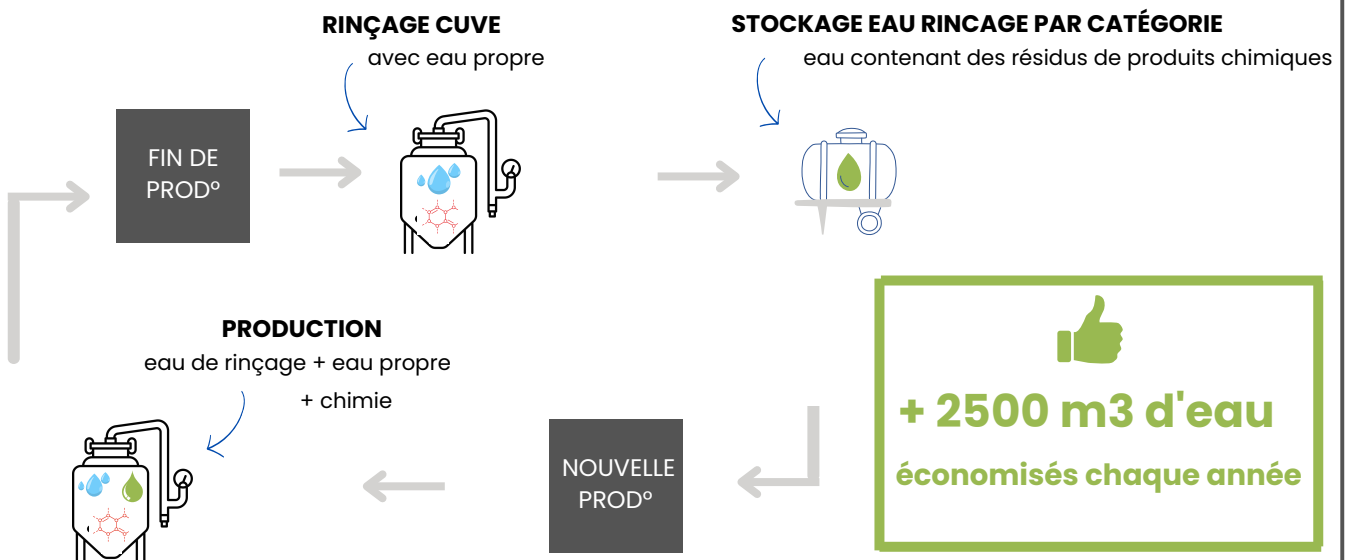 RINÇAGE CUVE
avec eau propre
STOCKAGE EAU RINCAGE PAR CATÉGORIE
eau contenant des résidus de produits chimiques
FIN DE
PRODº
PRODUCTION
eau de rinçage + eau propre
+ chimie
NOUVELLE
PRODº
+ 2500 m3 d'eau
économisés chaque année